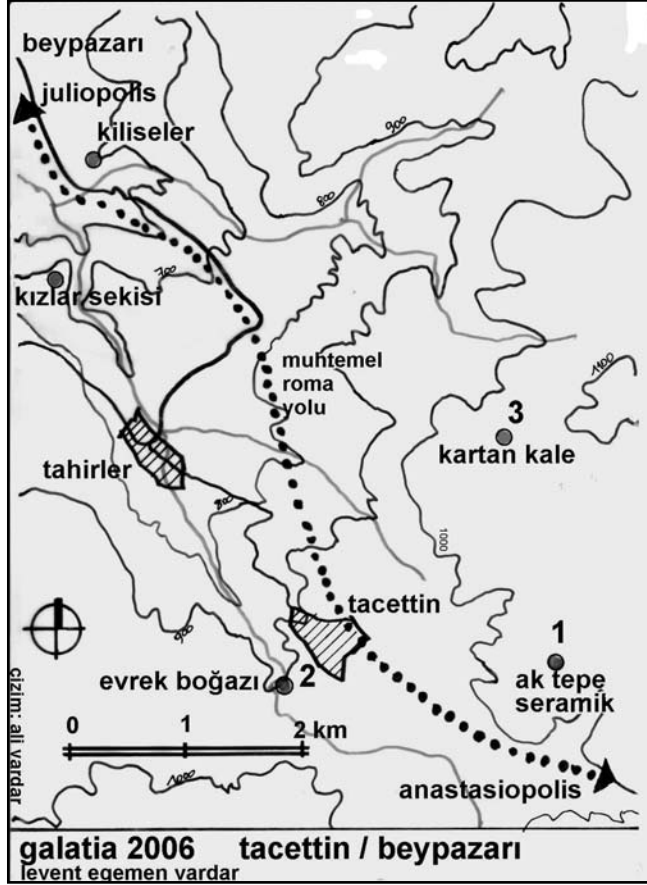 beypazarı
juliopolis
kiliseler
900
800
700
kızlar sekisi
muhtemel
roma
yolu
1100
3
kartan kale
tahirler
800
1000
tacettin
900
1
ak tepe
seramik
evrek boğazı
2
0 1 2 km
1000
anastasiopolis
çizim: ali vardar
galatia 2006 tacettin / beypazarı
levent egemen vardar